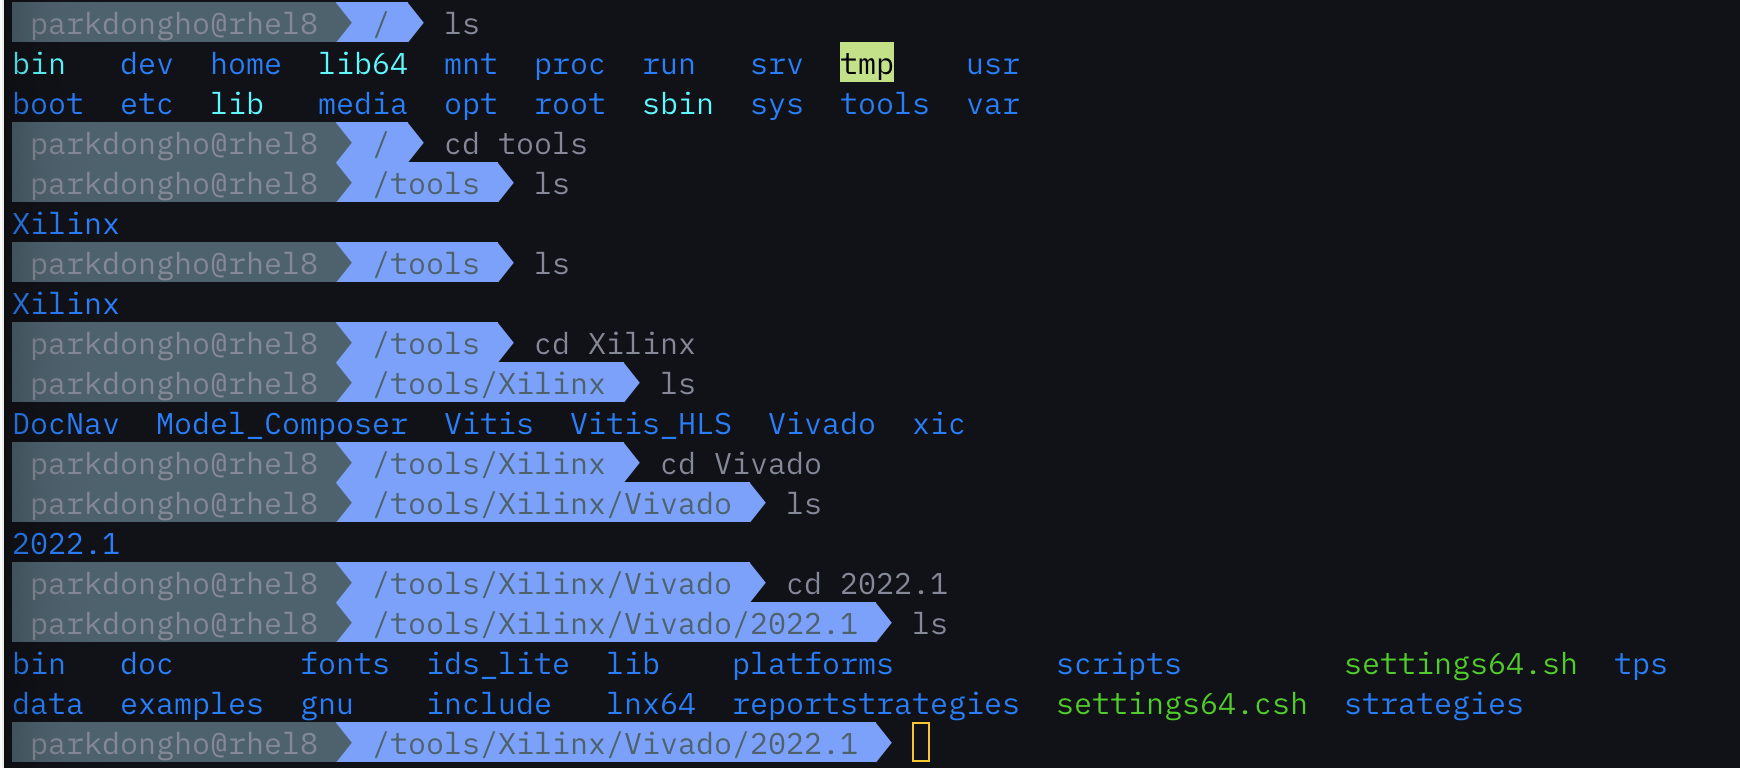 parkdongho@rhel8 / ls
bin dev home lib64 mnt proc run srv tmp usr
boot etc lib media opt root sbin sys tools var
parkdongho@rhel8 / cd tools
parkdongho@rhel8 /tools ls
Xilinx
parkdongho@rhel8 /tools ls
Xilinx
parkdongho@rhel8 /tools cd Xilinx
parkdongho@rhel8 /tools/Xilinx ls
DocNav Model_Composer Vitis Vitis_HLS Vivado xic
parkdongho@rhel8 /tools/Xilinx cd Vivado
parkdongho@rhel8 /tools/Xilinx/Vivado ls
2022.1
parkdongho@rhel8 /tools/Xilinx/Vivado cd 2022.1
parkdongho@rhel8 /tools/Xilinx/Vivado/2022.1 ls
bin doc fonts ids_lite lib platforms scripts settings64.sh tps
data examples gnu include lnx64 reportstrategies settings64.csh strategies
parkdongho@rhel8 /tools/Xilinx/Vivado/2022.1